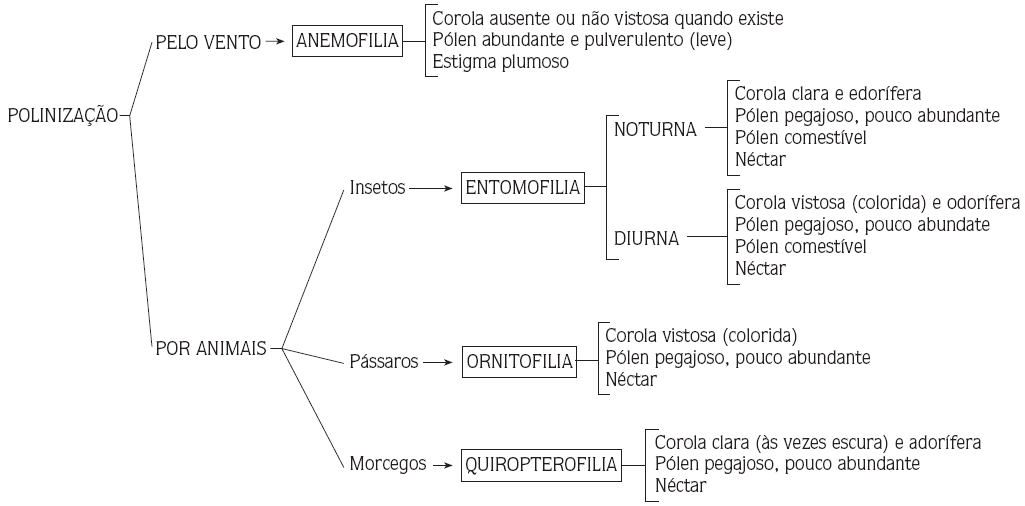 POLINIZAÇÃO
PELO VENTO
ANEMOFILIA
Corola ausente ou não vistosa quando existe
Pólen abundante e pulverulento (leve)
Estigma plumoso
POR ANIMAIS
Insetos
ENTOMOFILIA
NOTURNA
Corola clara e edorífera
Pólen pegajoso, pouco abundante
Pólen comestível
Néctar
DIURNA
Corola vistosa (colorida) e odorífera
Pólen pegajoso, pouco abundate
Pólen comestível
Néctar
Pássaros
ORNITOFILIA
Corola vistosa (colorida)
Pólen pegajoso, pouco abundante
Néctar
Morcegos
QUIROPTEROFILIA
Corola clara (às vezes escura) e adorífera
Pólen pegajoso, pouco abundante
Néctar